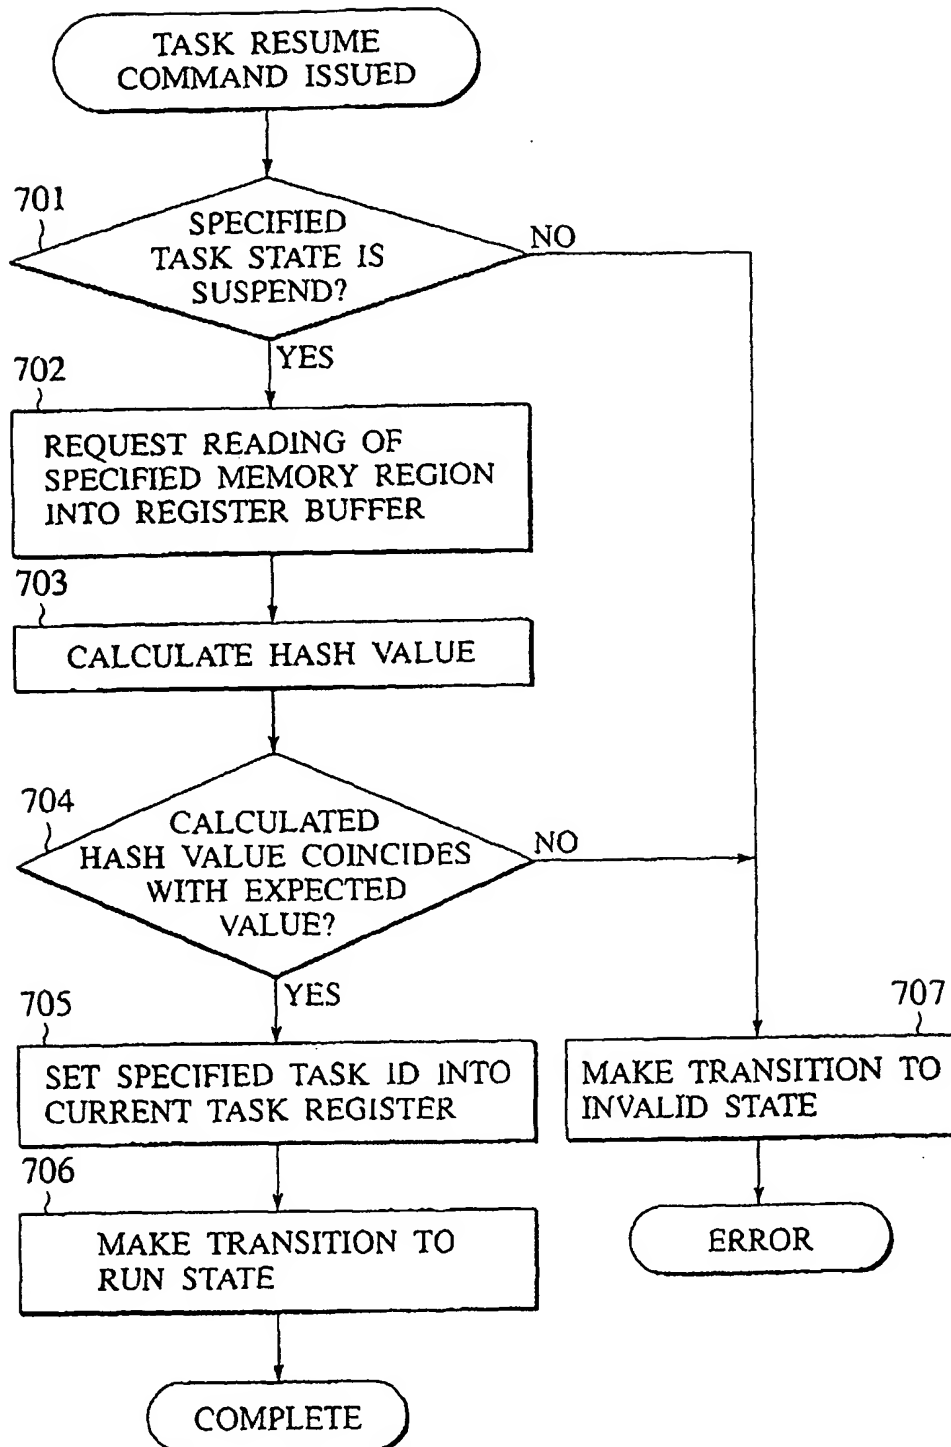 TASK RESUME
COMMAND ISSUED
701
SPECIFIED
TASK STATE IS
SUSPEND?
NO
YES
702
REQUEST READING OF
SPECIFIED MEMORY REGION
INTO REGISTER BUFFER
703
CALCULATE HASH VALUE
704
CALCULATED
HASH VALUE COINCIDES
WITH EXPECTED
VALUE?
NO
YES
705
SET SPECIFIED TASK ID INTO
CURRENT TASK REGISTER
707
MAKE TRANSITION TO
INVALID STATE
706
MAKE TRANSITION TO
RUN STATE
ERROR
COMPLETE